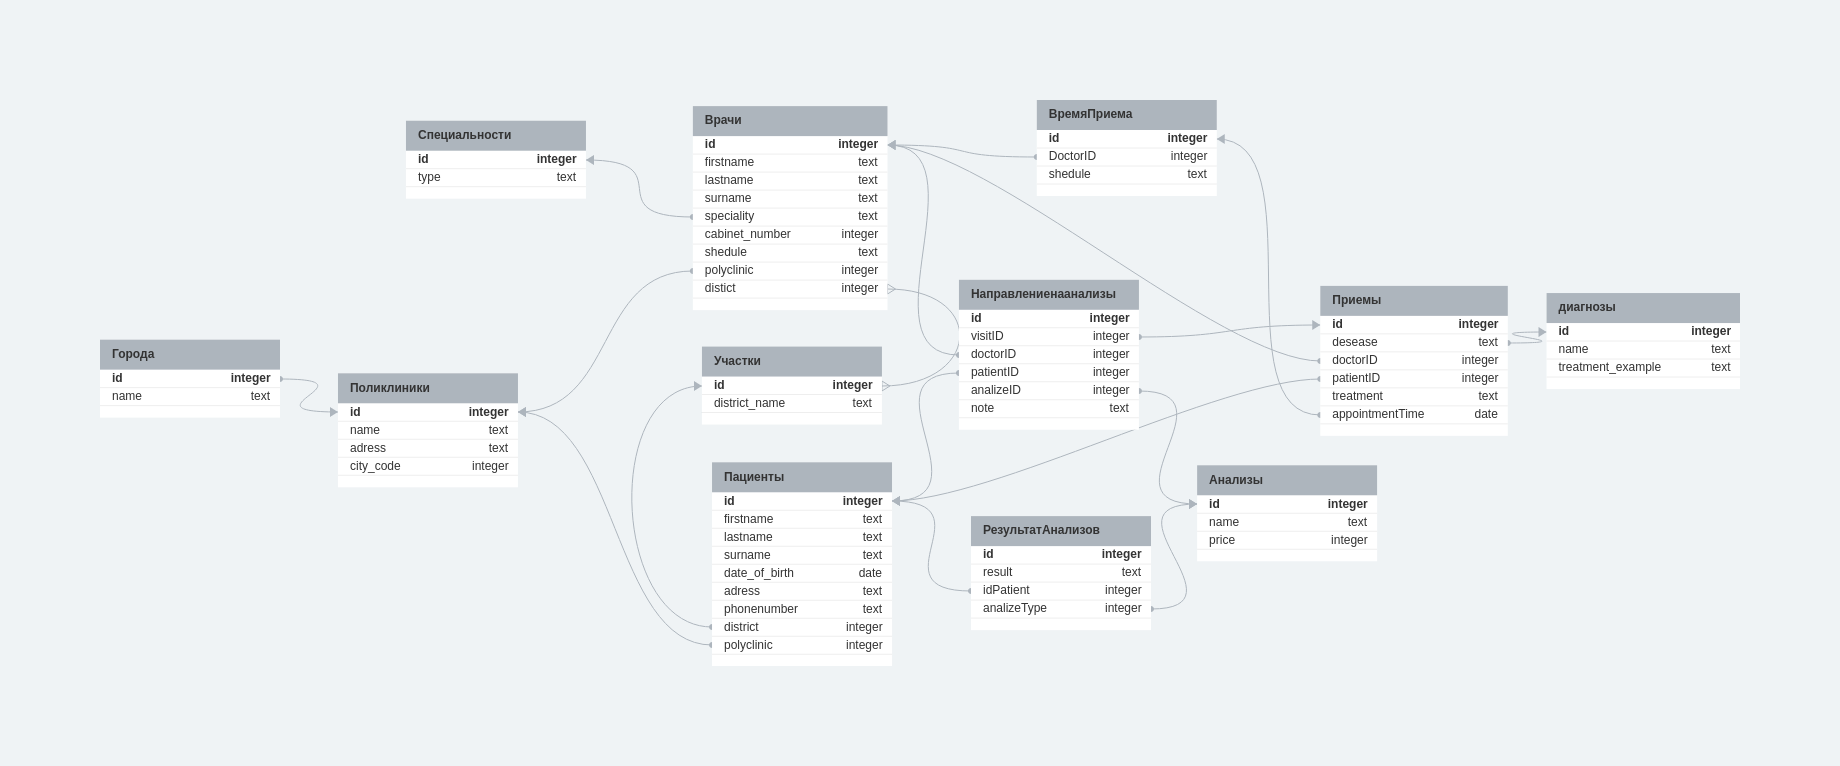 Города
id integer
name text
Специальности
id integer
type text
Поликлиники
id integer
name text
adress text
city_code integer
Врачи
id integer
firstname text
lastname text
surname text
speciality text
cabinet_number integer
shedule text
polyclinic integer
distict integer
Участки
id integer
district_name text
Пациенты
id integer
firstname text
lastname text
surname text
date_of_birth date
adress text
phonenumber text
district integer
polyclinic integer
ВремяПриема
id integer
DoctorID integer
shedule text
Направлениенаанализы
id integer
visitID integer
doctorID integer
patientID integer
analizeID integer
note text
РезультатАнализов
id integer
result text
idPatient integer
analizeType integer
Приемы
id integer
desease text
doctorID integer
patientID integer
treatment text
appointmentTime date
Анализы
id integer
name text
price integer
диагнозы
id integer
name text
treatment_example text